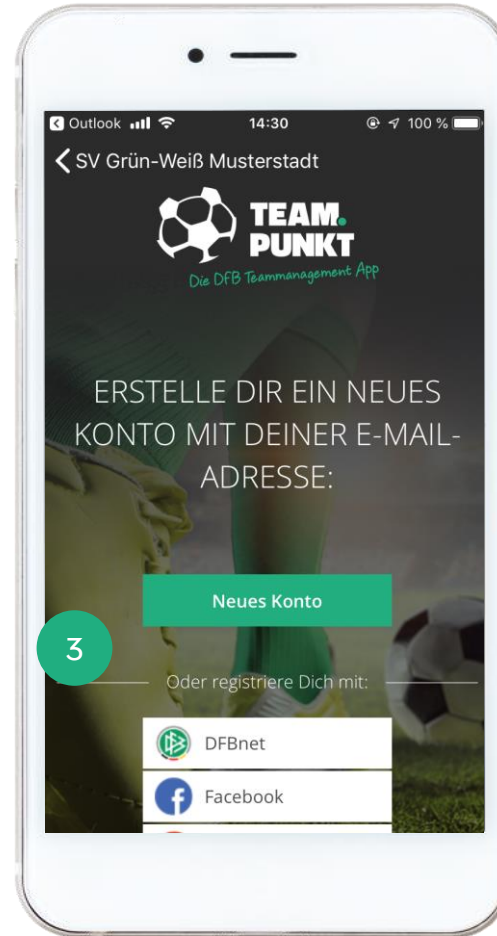 Outlook 14:30 100 %
SV Grün-Weiß Musterstadt
TEAM.
PUNKT
Die DFB Teammanagement App
ERSTELLE DIR EIN NEUES
KONTO MIT DEINER E-MAIL-
ADRESSE:
Neues Konto
3
Oder registriere Dich mit:
DFBnet
Facebook